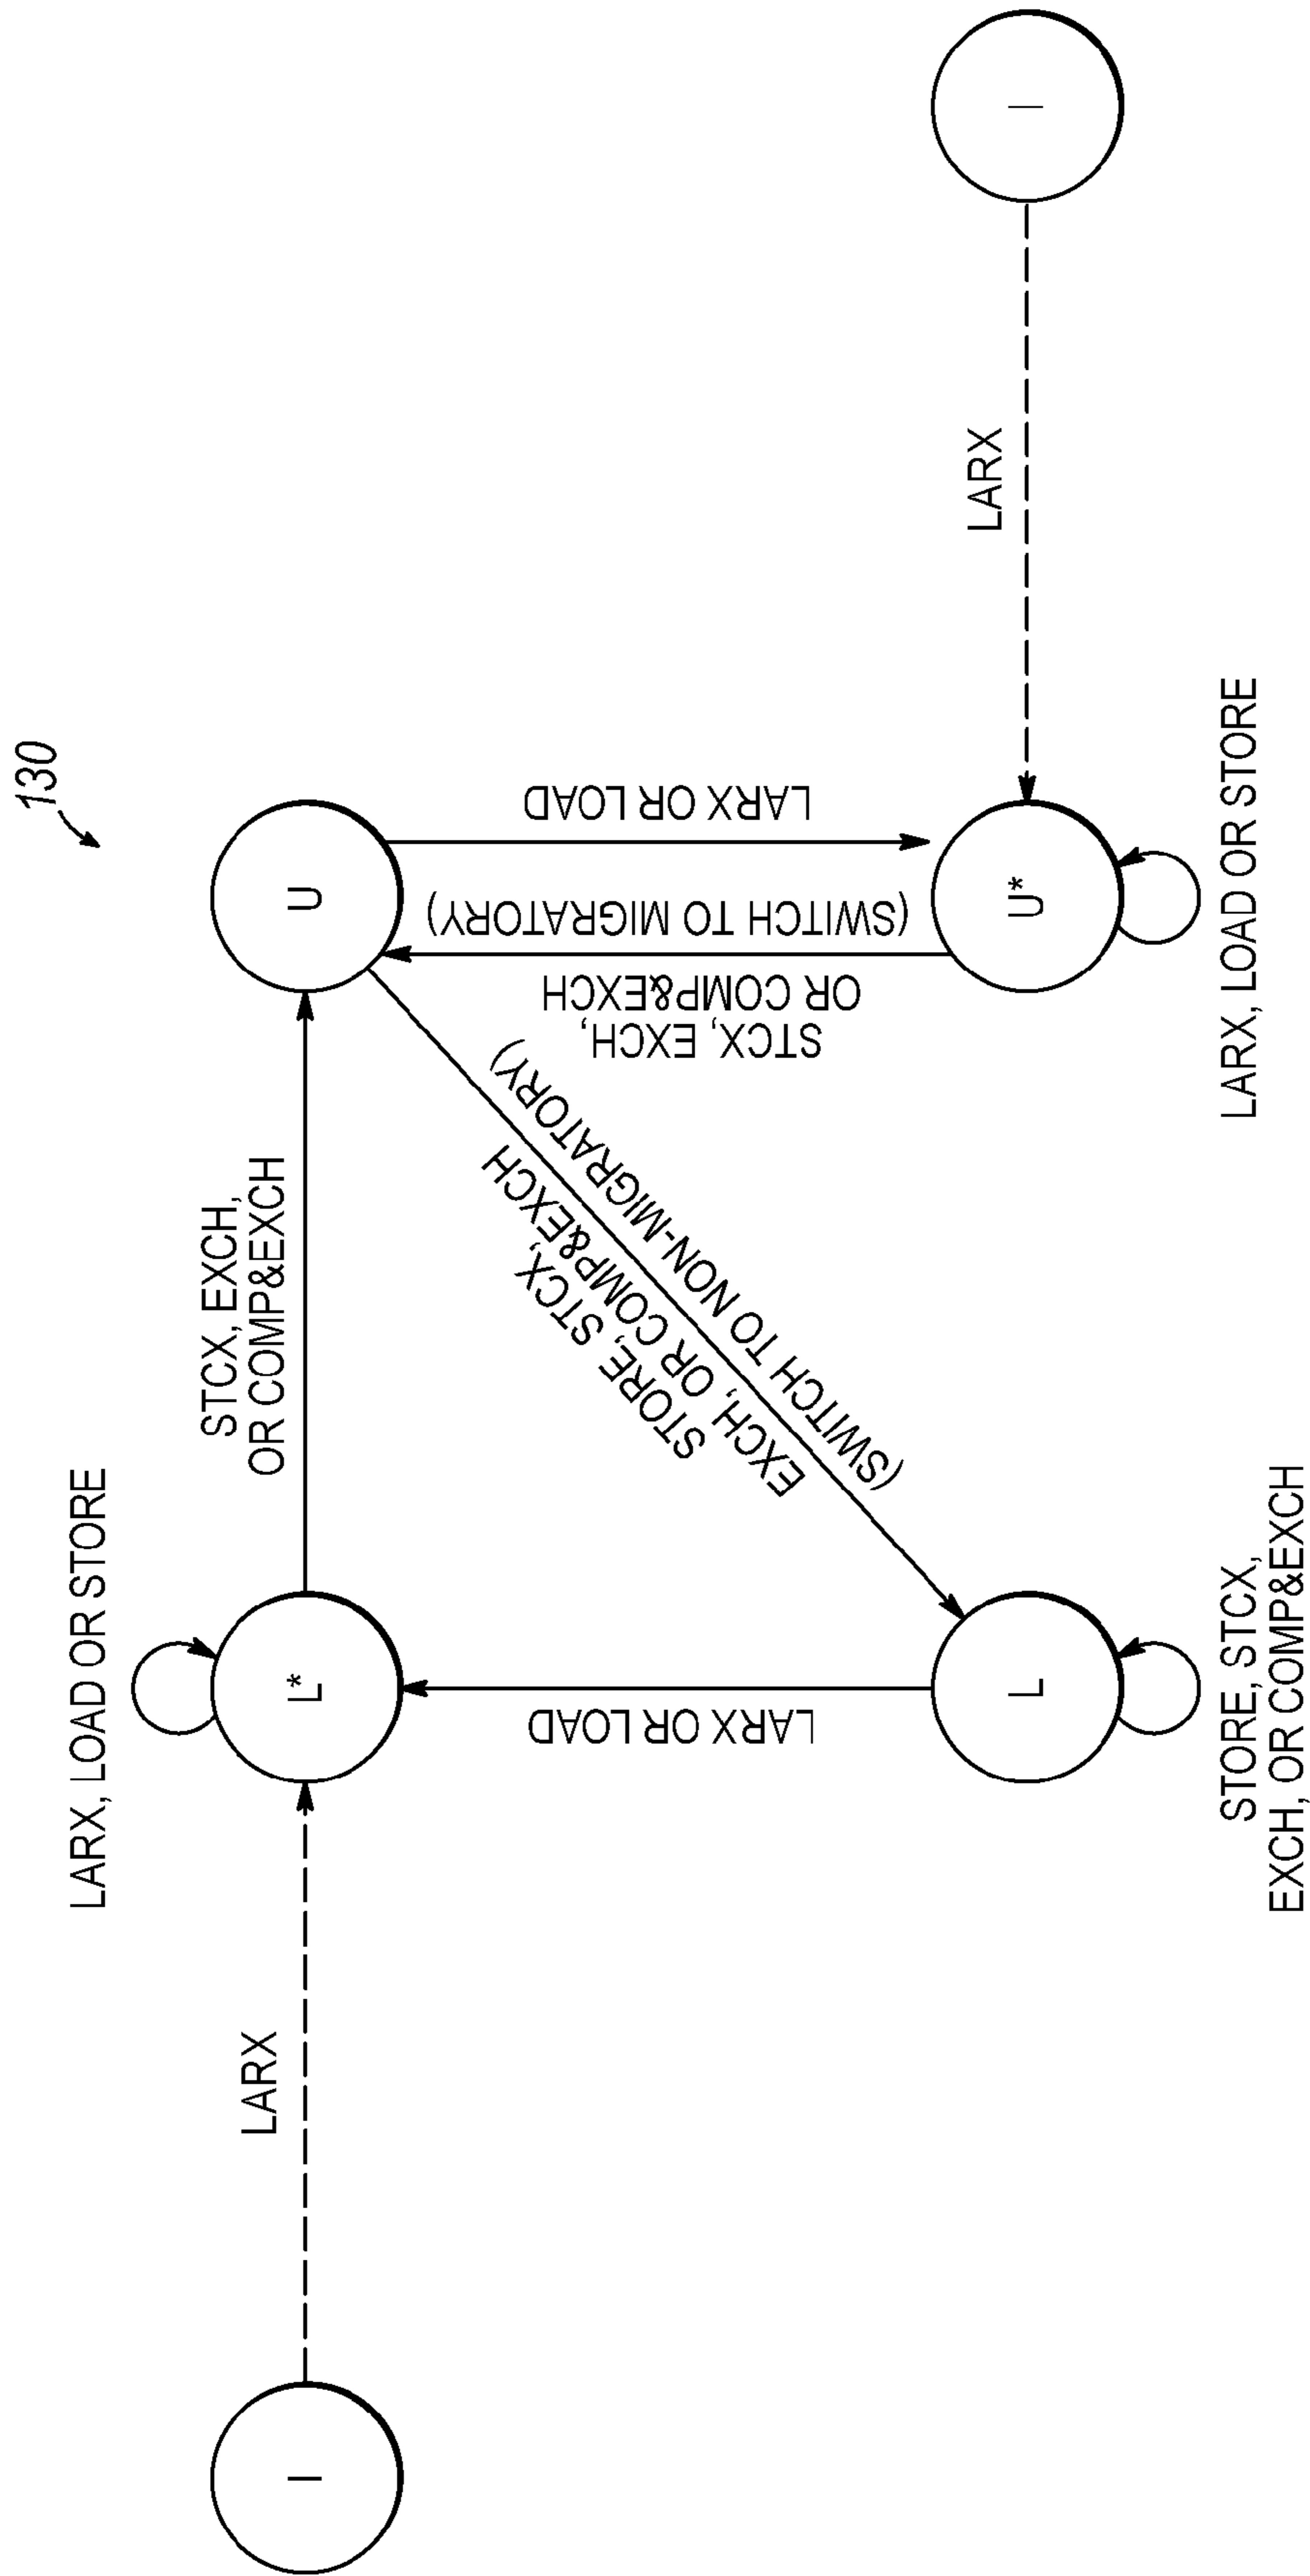 130
LARX, LOAD OR STORE
I
LARX
L*
STCX, EXCH,
OR COMP&EXCH
U
LARX OR LOAD
STORE, STCX,
EXCH, OR COMP&EXCH
(SWITCH TO NON-MIGRATORY)
STCX, EXCH,
OR COMP&EXCH
(SWITCH TO MIGRATORY)
LARX OR LOAD
L
STORE, STCX,
EXCH, OR COMP&EXCH
U*
LARX, LOAD OR STORE
LARX
I